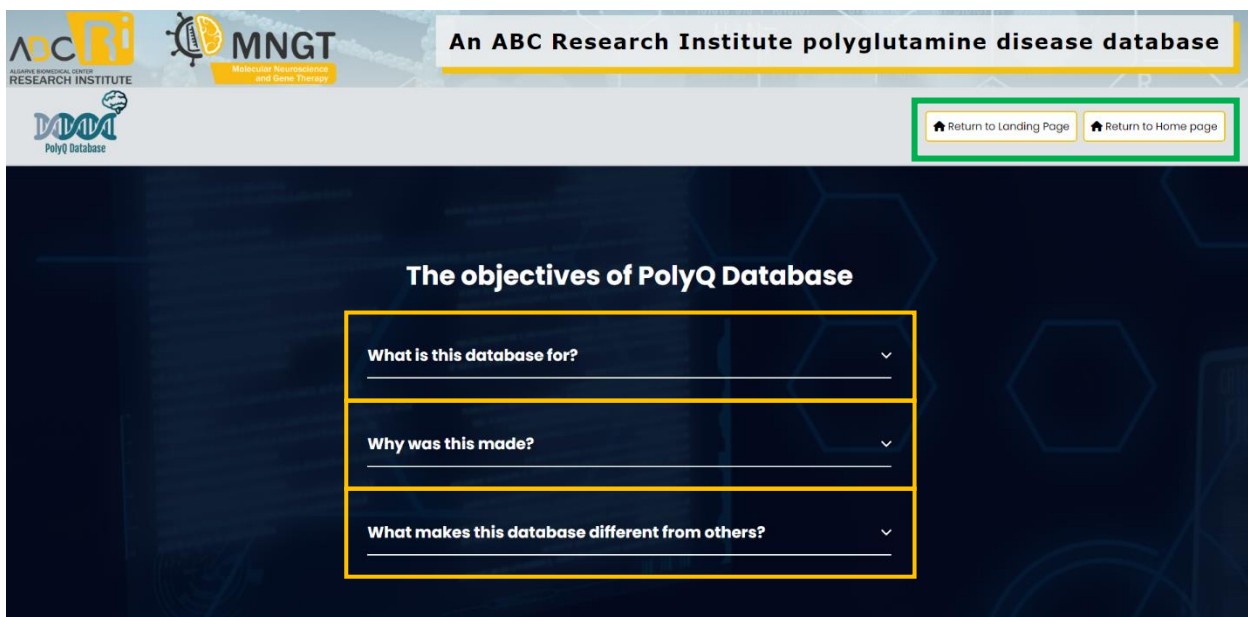 ABC Ri
ALGARVE BIOMEDICAL CENTER
RESEARCH INSTITUTE
MNGT
Molecular Neuroscience
and Gene Therapy
An ABC Research Institute polyglutamine disease database
PolyQ Database
Return to Landing Page
Return to Home page
The objectives of PolyQ Database
What is this database for?
Why was this made?
What makes this database different from others?